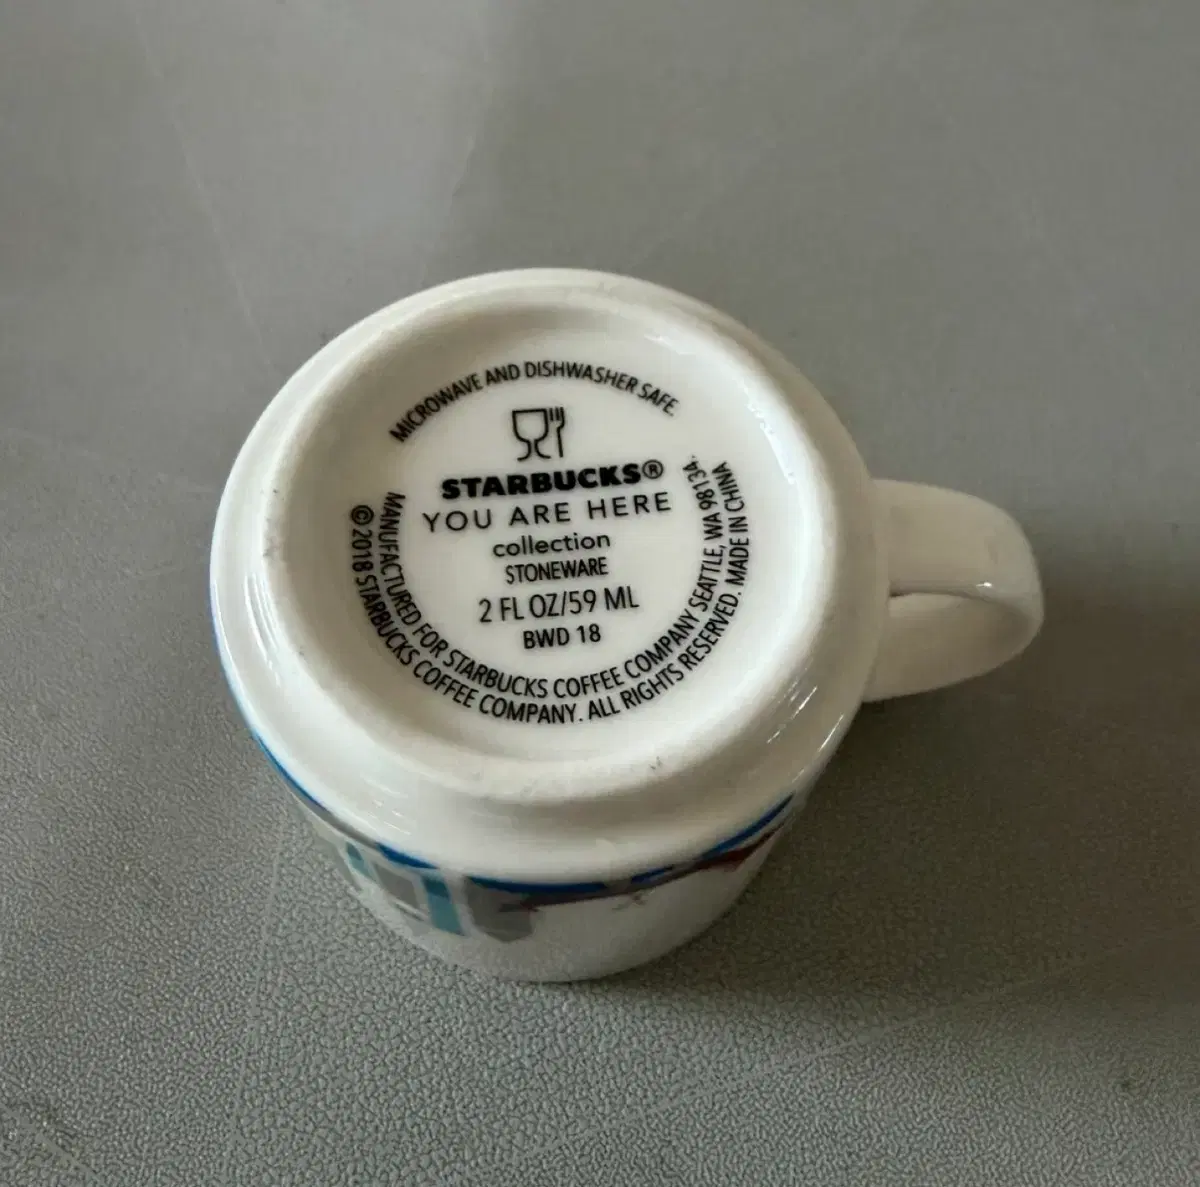 MICROWAVE AND DISHWASHER SAFE.
STARBUCKS®
YOU ARE HERE
collection
STONEWARE
2 FL OZ/59 ML
BWD 18
MANUFACTURED FOR STARBUCKS COFFEE COMPANY SEATTLE, WA 98134.
©2018 STARBUCKS COFFEE COMPANY. ALL RIGHTS RESERVED. MADE IN CHINA